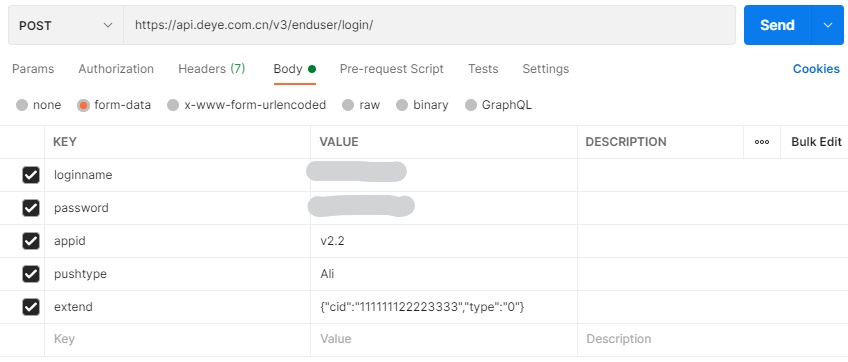 POST https://api.deye.com.cn/v3/enduser/login/ Send
Params Authorization Headers (7) Body Pre-request Script Tests Settings Cookies
none form-data x-www-form-urlencoded raw binary GraphQL
KEY VALUE DESCRIPTION ooo Bulk Edit
loginname
password
appid v2.2
pushtype Ali
extend {"cid":"111111122223333","type":"0"}
Key Value Description